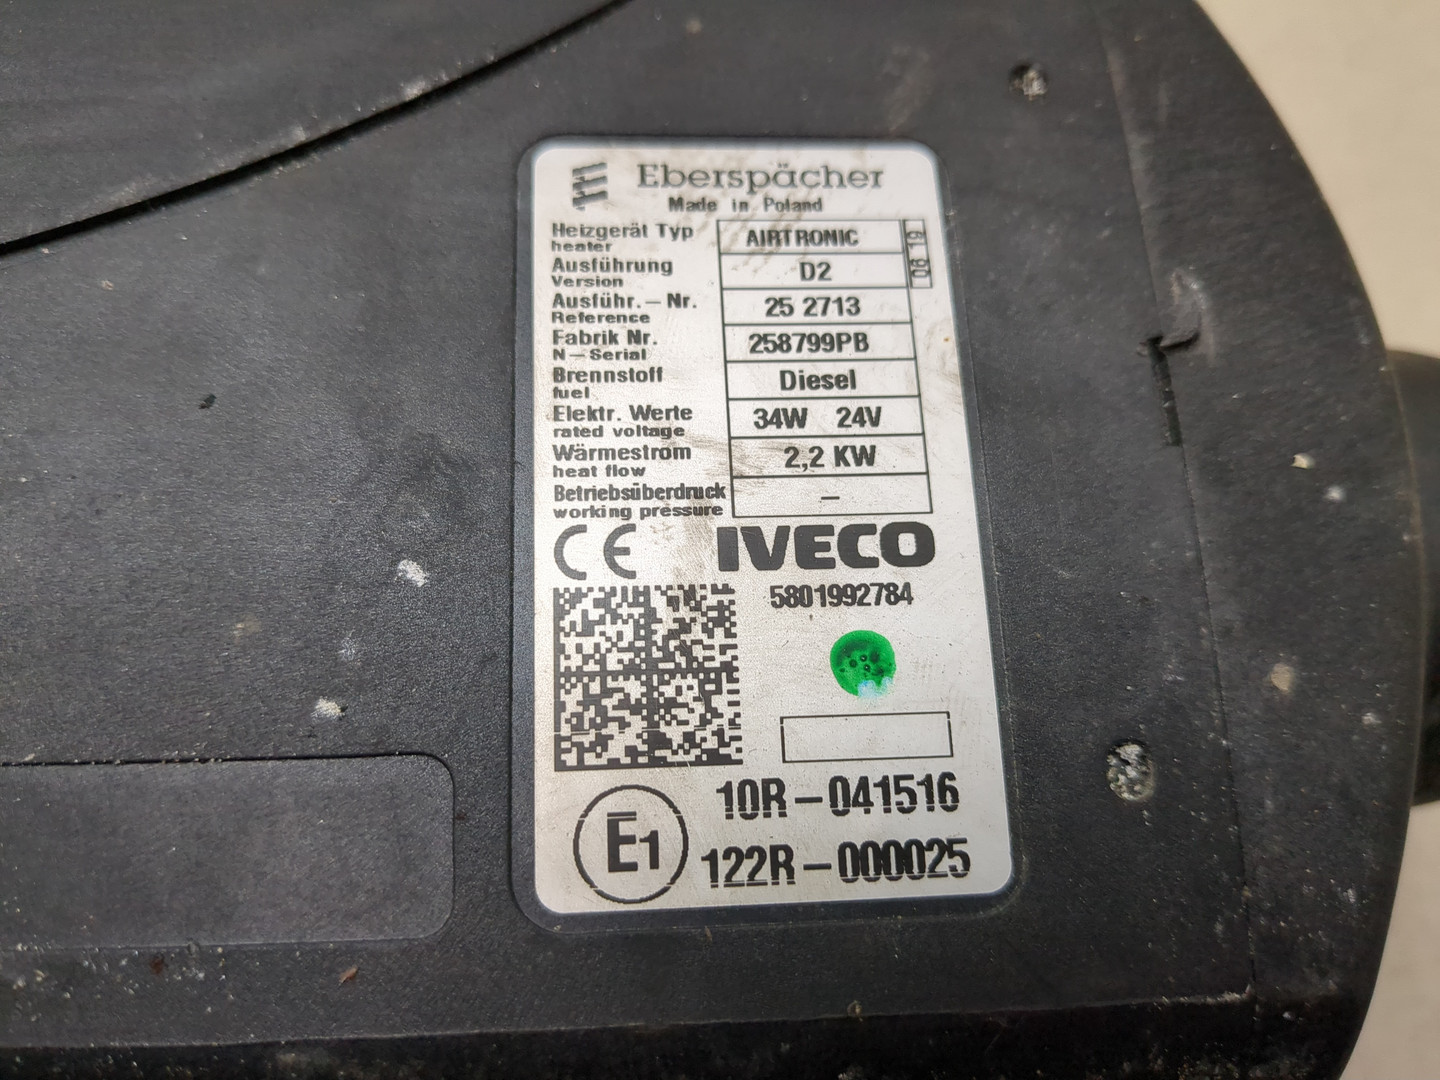 Eberspächer
Made in Poland
Heizgerät Typ AIRTRONIC
heater
Ausführung D2
Version
06 19
Ausführ.-Nr. 25 2713
Reference
Fabrik Nr. 258799PB
N-Serial
Brennstoff Diesel
fuel
Elektr. Werte 34W 24V
rated voltage
Wärmestrom 2,2 KW
heat flow
Betriebsüberdruck –
working pressure
CE IVECO
5801992784
10R-041516
E1
122R-000025